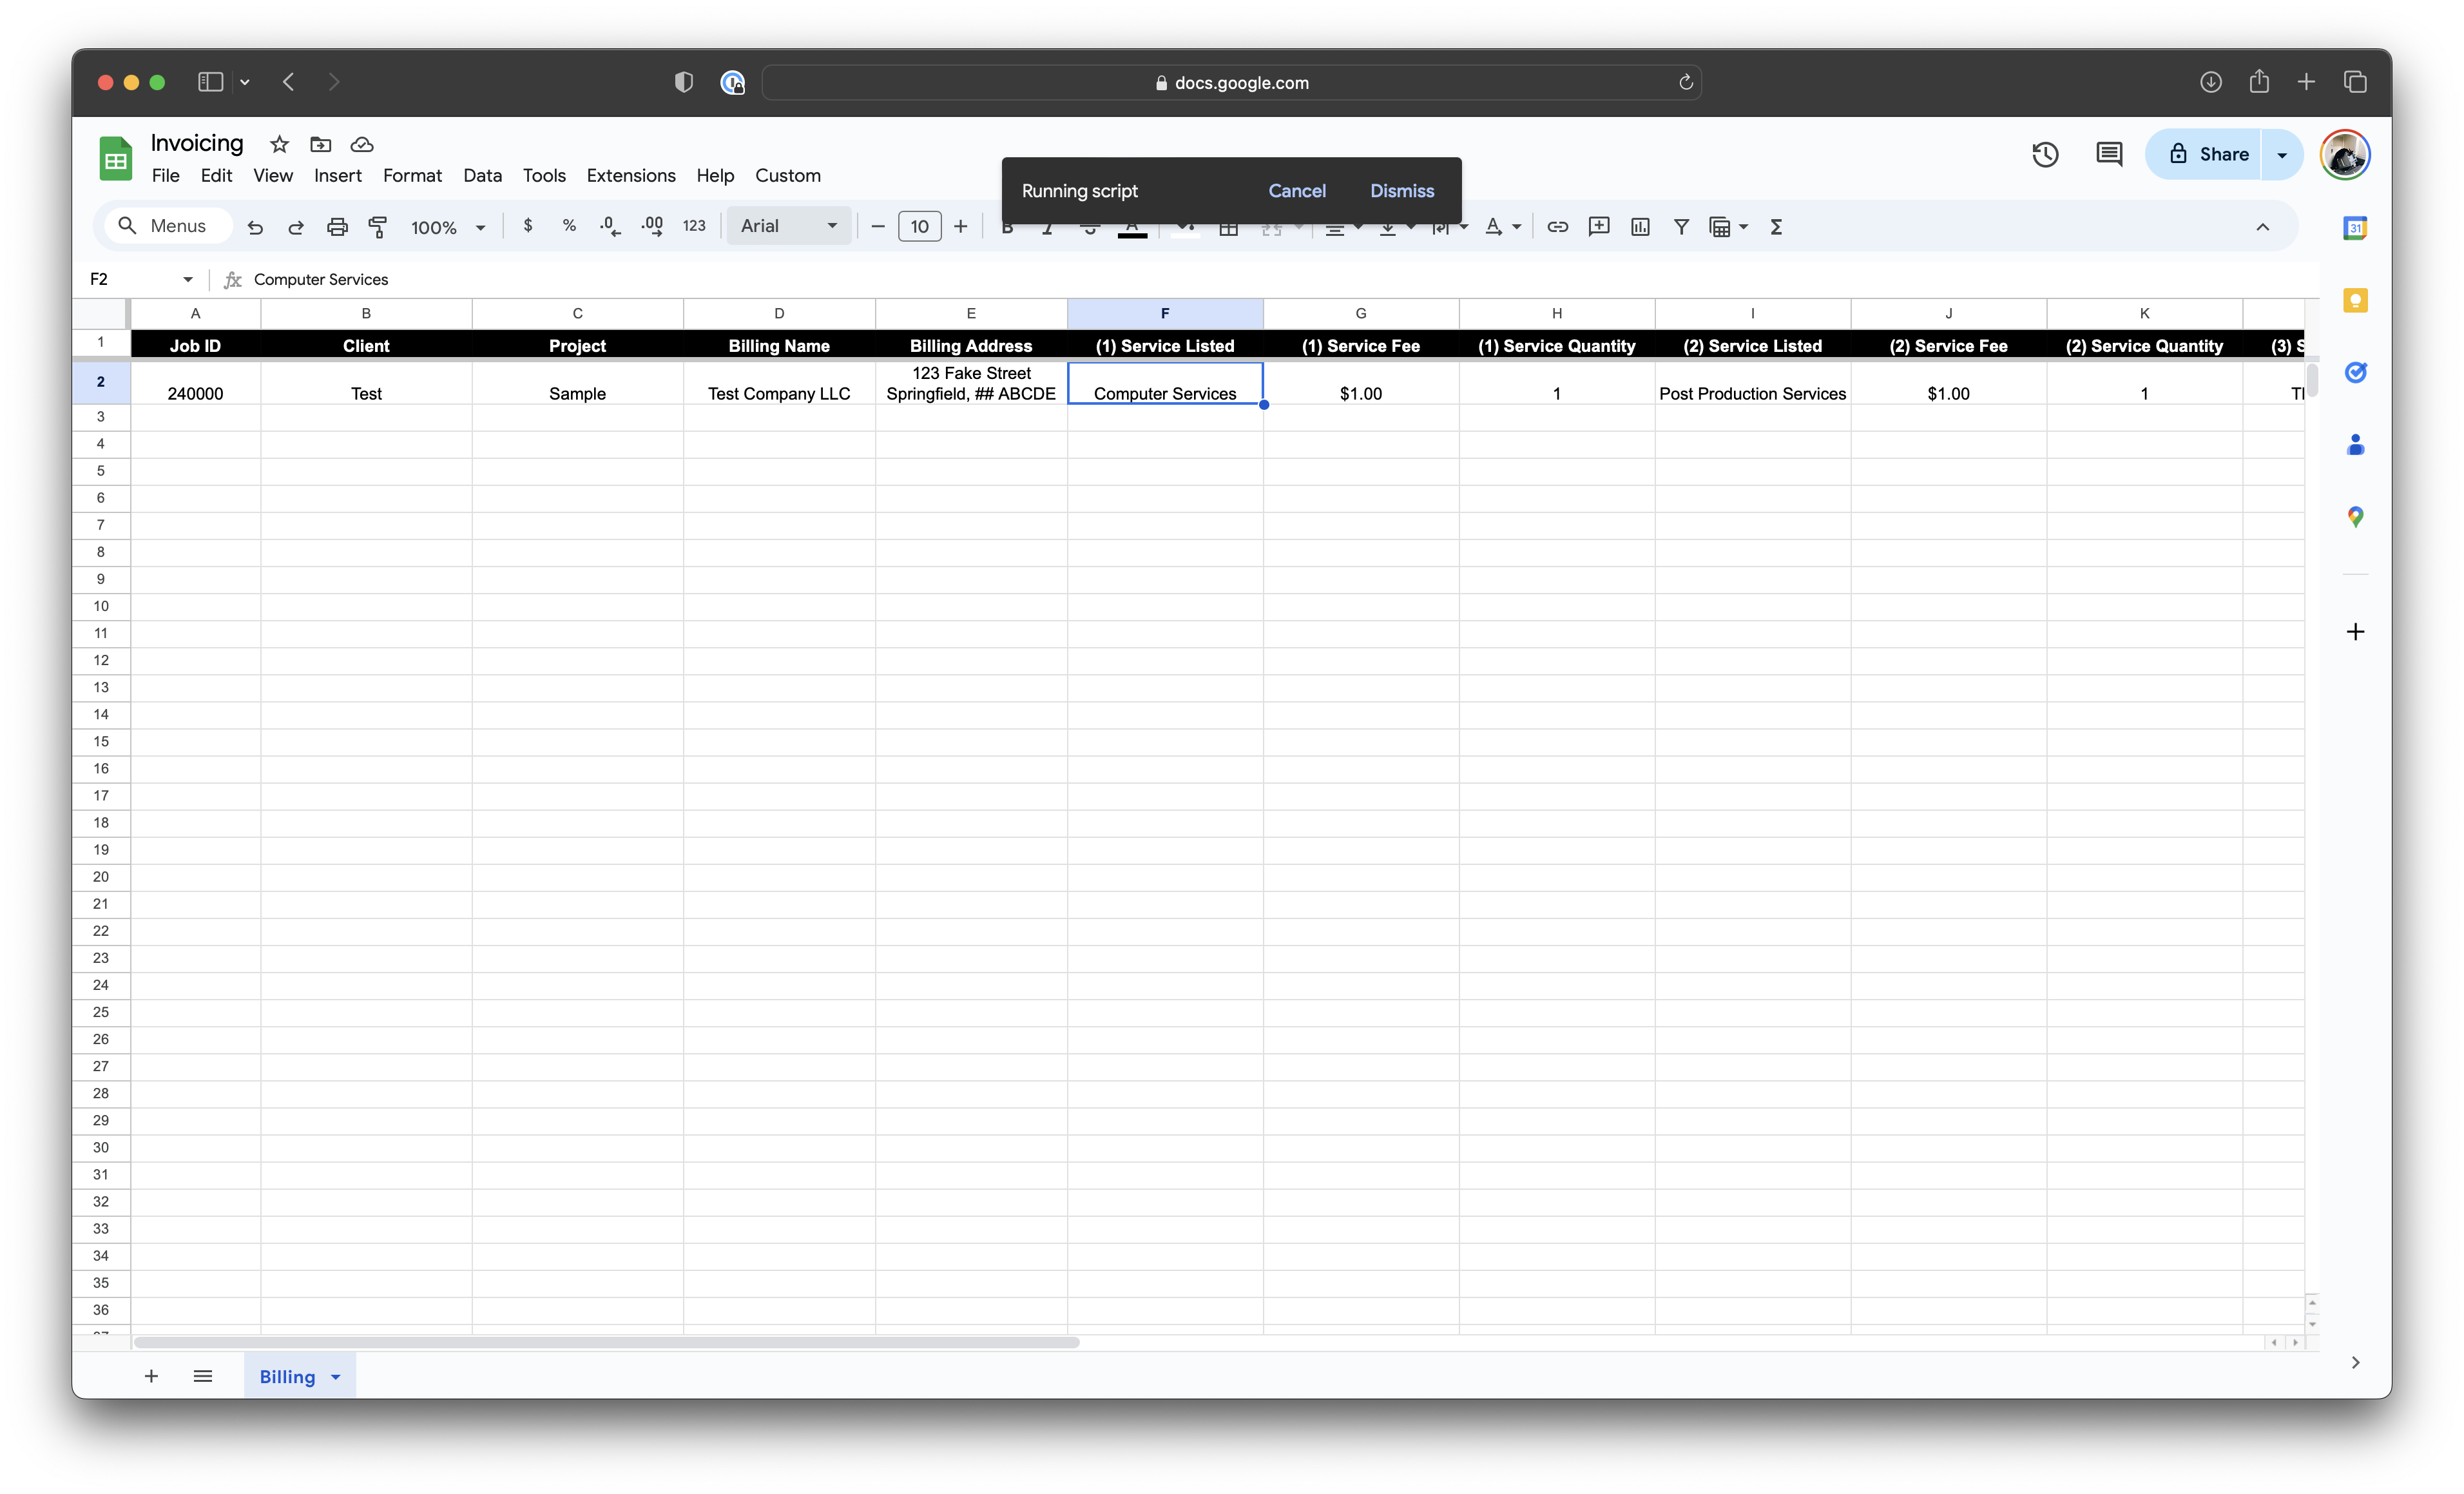 docs.google.com
Invoicing
File Edit View Insert Format Data Tools Extensions Help Custom
Running script Cancel Dismiss
Share
Menus 100% $ % .0 .00 123 Arial 10 B I A A Σ
31
F2 fx Computer Services
A B C D E F G H I J K
1 Job ID Client Project Billing Name Billing Address (1) Service Listed (1) Service Fee (1) Service Quantity (2) Service Listed (2) Service Fee (2) Service Quantity (3) S
2 240000 Test Sample Test Company LLC 123 Fake Street
Springfield, ## ABCDE Computer Services $1.00 1 Post Production Services $1.00 1
3
4
5
6
7
8
9
10
11
12
13
14
15
16
17
18
19
20
21
22
23
24
25
26
27
28
29
30
31
32
33
34
35
36
Billing